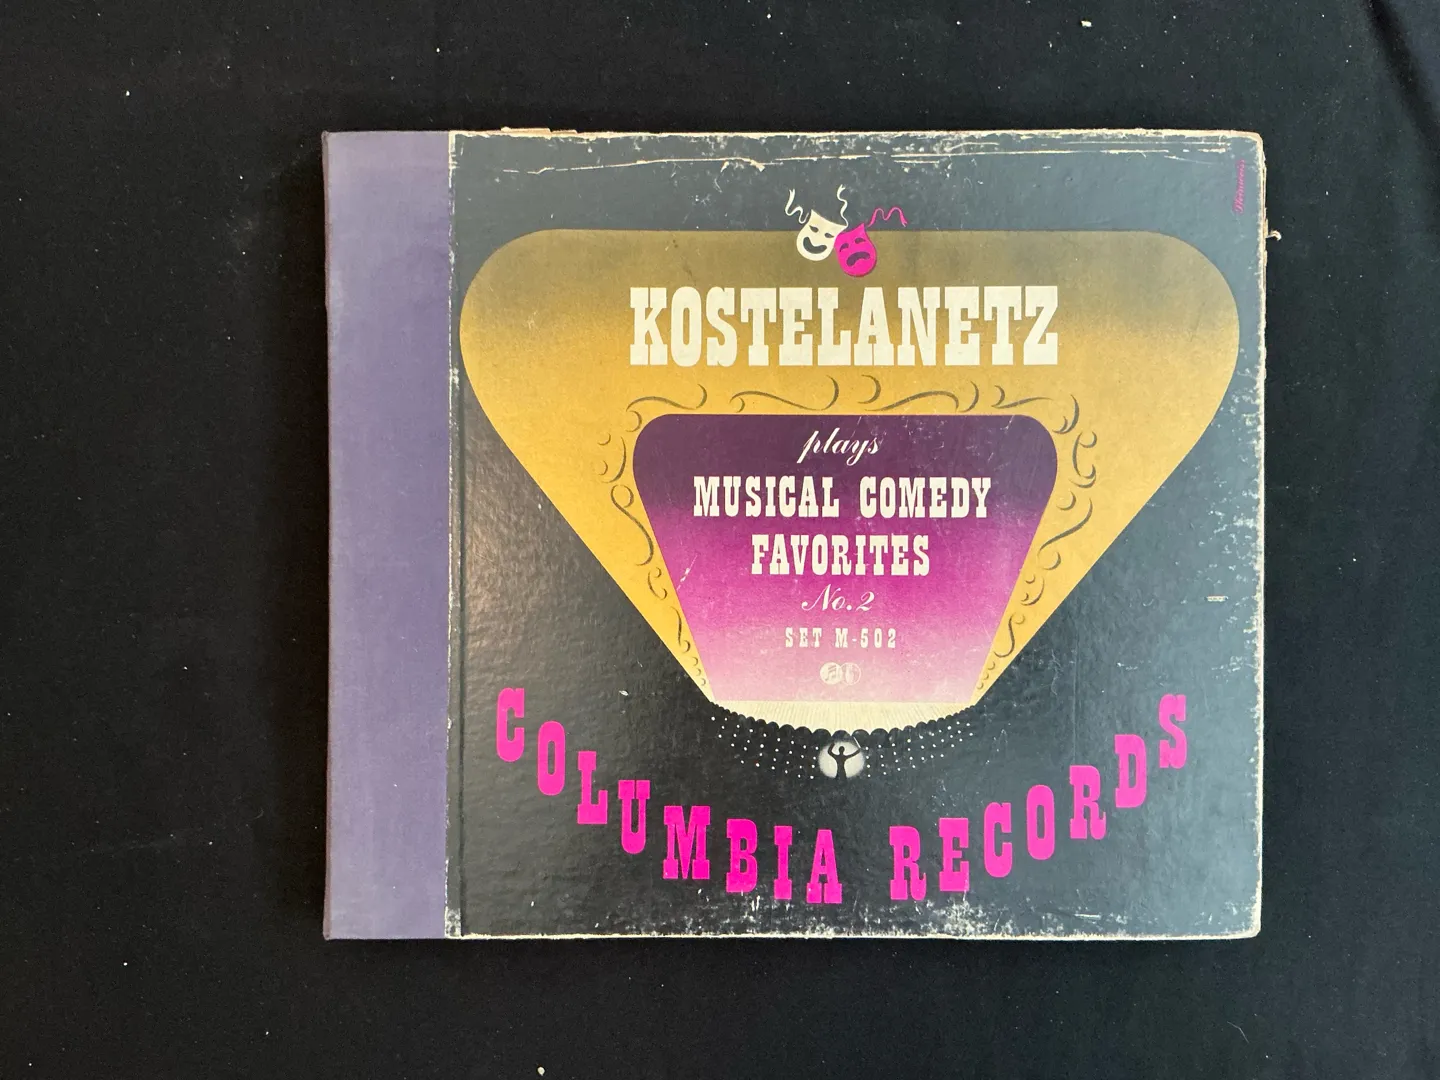 KOSTELANETZ
plays
MUSICAL COMEDY
FAVORITES
No. 2
SET M-502
COLUMBIA RECORDS